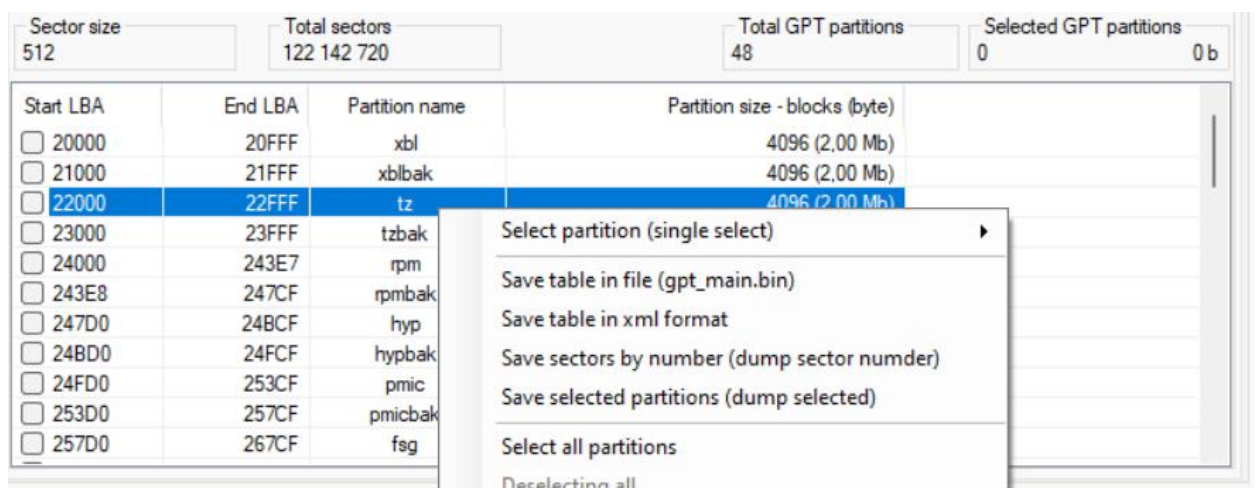 Sector size Total sectors Total GPT partitions Selected GPT partitions
512 122 142 720 48 0 0 b
Start LBA End LBA Partition name Partition size - blocks (byte)
20000 20FFF xbl 4096 (2,00 Mb)
21000 21FFF xblbak 4096 (2,00 Mb)
22000 22FFF tz 4096 (2,00 Mb)
23000 23FFF tzbak Select partition (single select)
24000 243E7 rpm
243E8 247CF rpmbak Save table in file (gpt_main.bin)
247D0 24BCF hyp Save table in xml format
24BD0 24FCF hypbak Save sectors by number (dump sector numder)
24FD0 253CF pmic Save selected partitions (dump selected)
253D0 257CF pmicbak
257D0 267CF fsg Select all partitions
Deselecting all